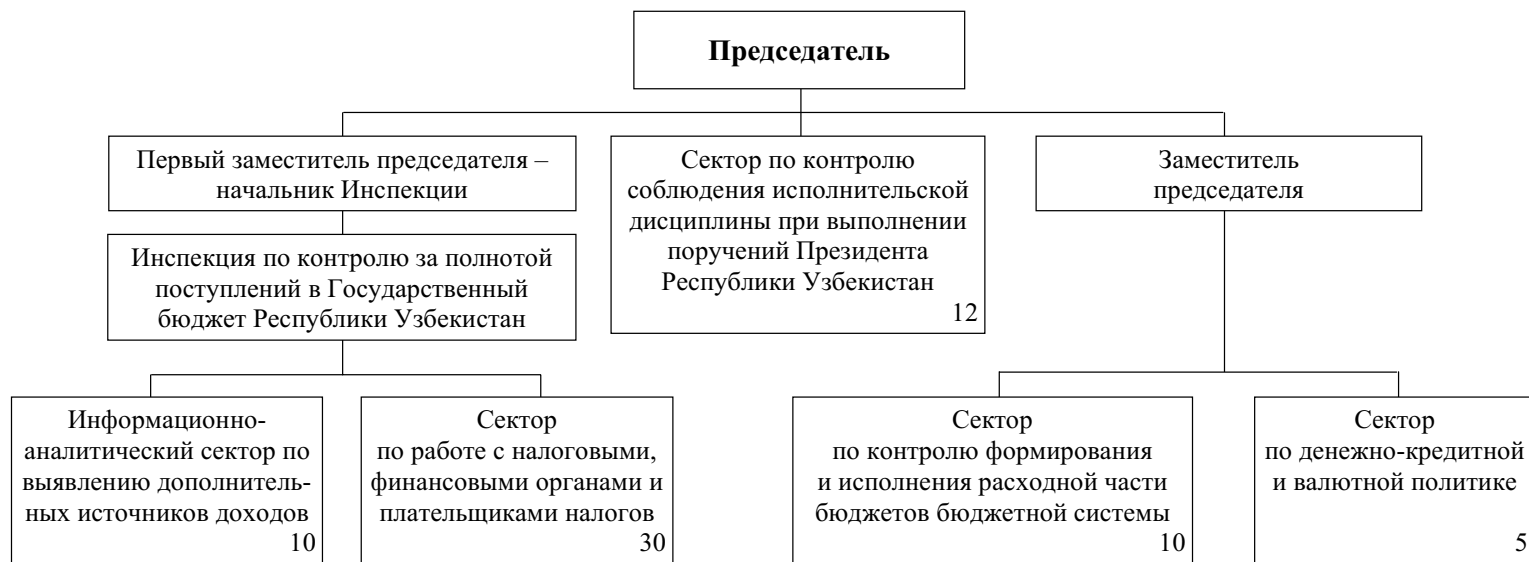 Председатель
Первый заместитель председателя –
начальник Инспекции
Сектор по контролю
соблюдения исполнительской
дисциплины при выполнении
поручений Президента
Республики Узбекистан
12
Заместитель
председателя
Инспекция по контролю за полнотой
поступлений в Государственный
бюджет Республики Узбекистан
Информационно-
аналитический сектор по
выявлению дополнитель-
ных источников доходов
10
Сектор
по работе с налоговыми,
финансовыми органами и
плательщиками налогов
30
Сектор
по контролю формирования
и исполнения расходной части
бюджетов бюджетной системы
10
Сектор
по денежно-кредитной
и валютной политике
5